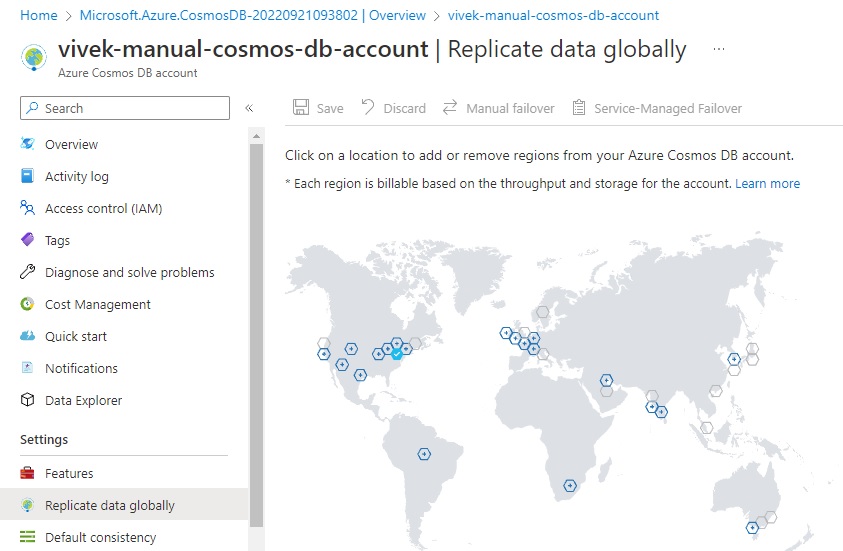 Home > Microsoft.Azure.CosmosDB-20220921093802 | Overview > vivek-manual-cosmos-db-account
vivek-manual-cosmos-db-account | Replicate data globally ...
Azure Cosmos DB account
Search
«
Save
Discard
Manual failover
Service-Managed Failover
Overview
Activity log
Access control (IAM)
Tags
Diagnose and solve problems
Cost Management
Quick start
Notifications
Data Explorer
Settings
Features
Replicate data globally
Default consistency
Click on a location to add or remove regions from your Azure Cosmos DB account.
* Each region is billable based on the throughput and storage for the account. Learn more